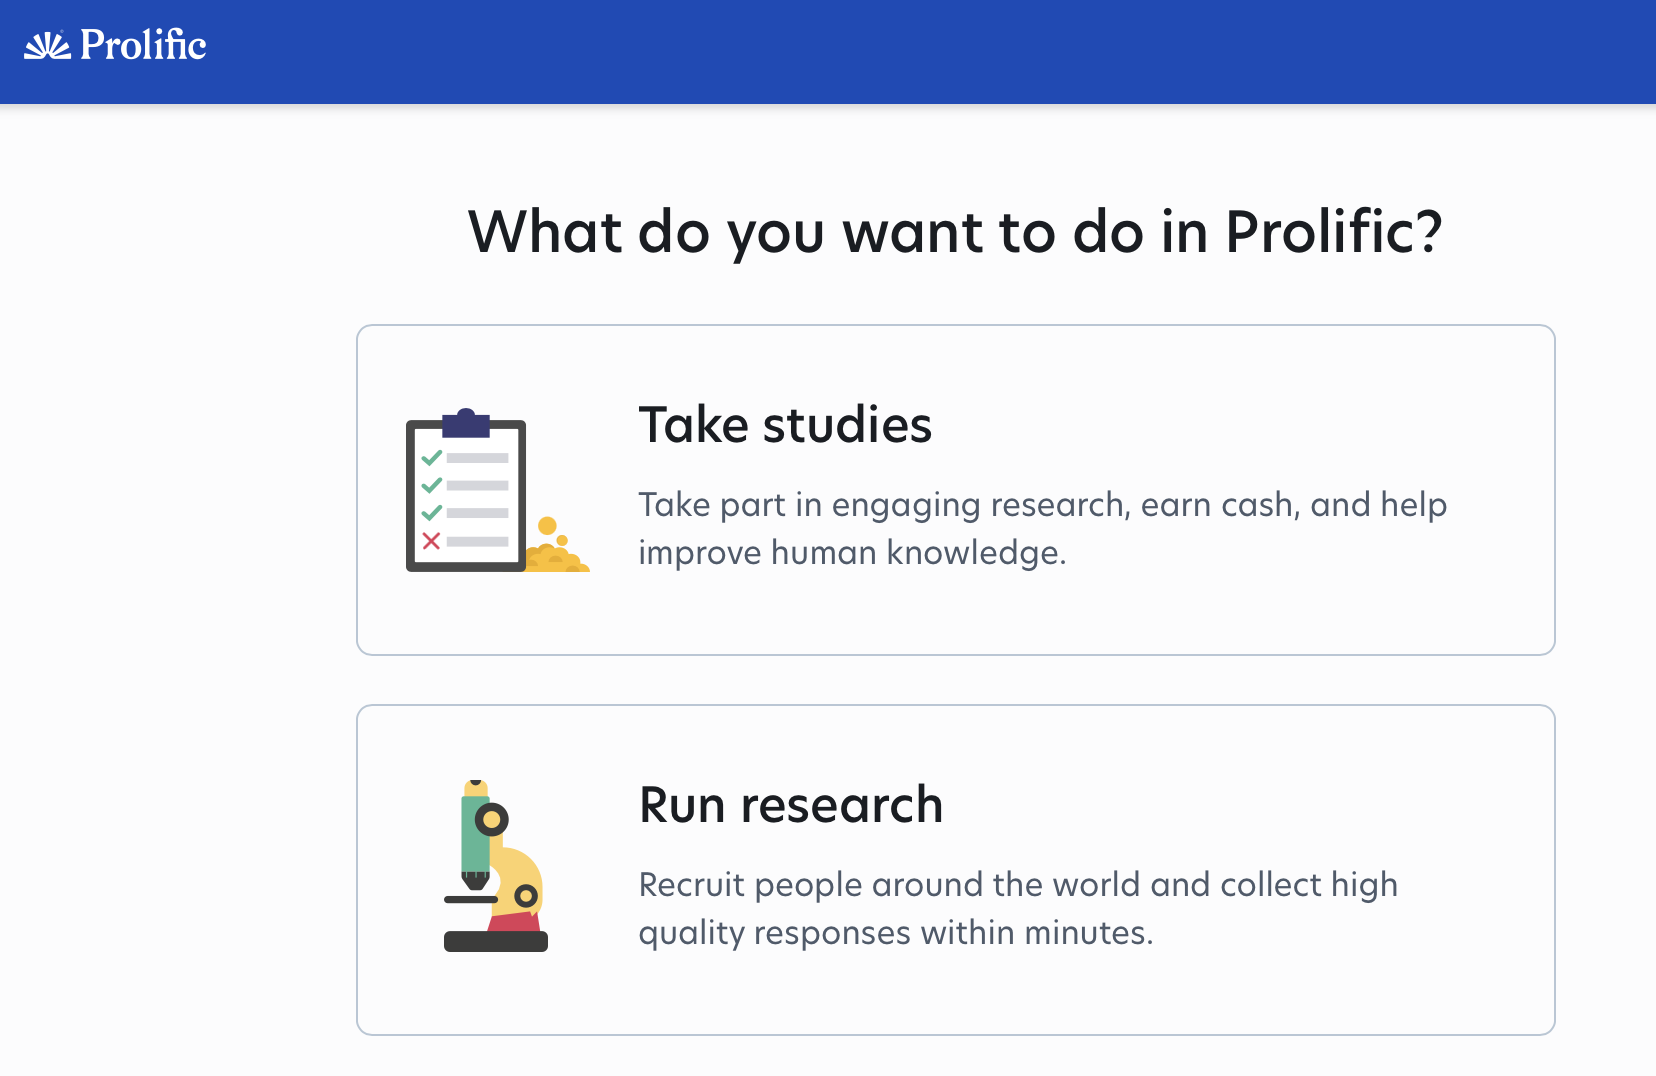 Prolific
What do you want to do in Prolific?
Take studies
Take part in engaging research, earn cash, and help
improve human knowledge.
Run research
Recruit people around the world and collect high
quality responses within minutes.